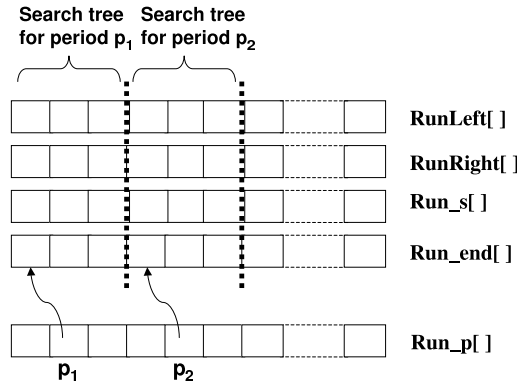 Search tree
for period p1
Search tree
for period p2
RunLeft[ ]
RunRight[ ]
Run_s[ ]
Run_end[ ]
Run_p[ ]
p1
p2